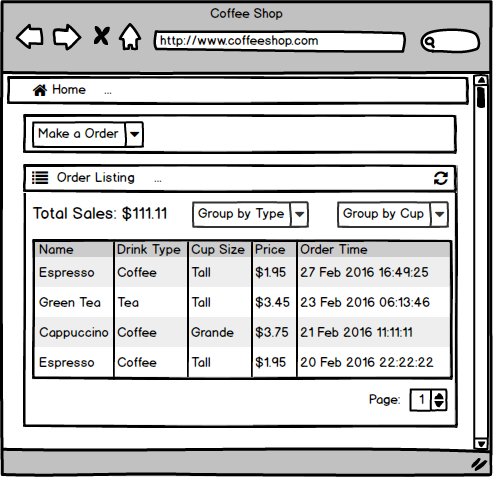 Coffee Shop
http://www.coffeeshop.com
Home ...
Make a Order
Order Listing ...
Total Sales: $111.11 Group by Type Group by Cup
Name Drink Type Cup Size Price Order Time
Espresso Coffee Tall $1.95 27 Feb 2016 16:49:25
Green Tea Tea Tall $3.45 23 Feb 2016 06:13:46
Cappuccino Coffee Grande $3.75 21 Feb 2016 11:11:11
Espresso Coffee Tall $1.95 20 Feb 2016 22:22:22
Page: 1